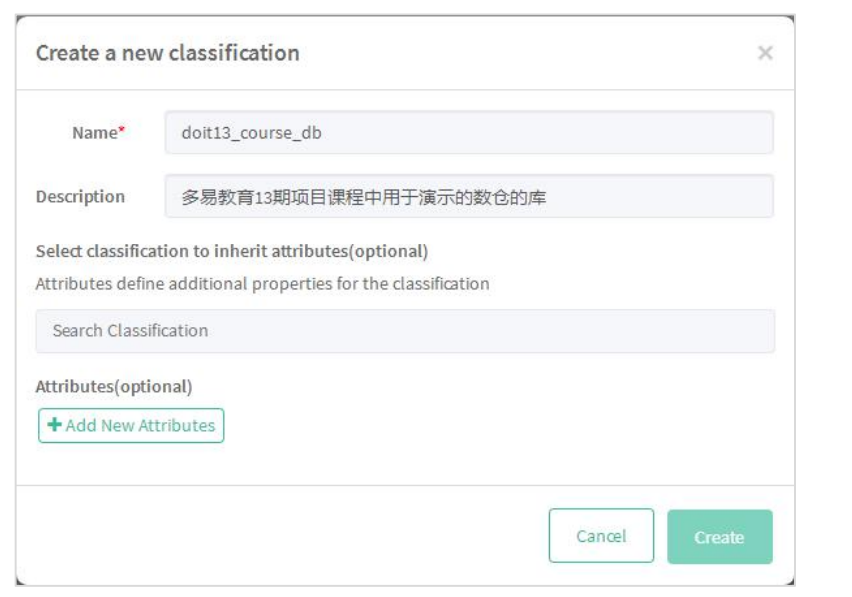 Create a new classification ×
Name* doit13_course_db
Description 多易教育13期项目课程中用于演示的数仓的库
Select classification to inherit attributes(optional)
Attributes define additional properties for the classification
Search Classification
Attributes(optional)
+ Add New Attributes
Cancel Create